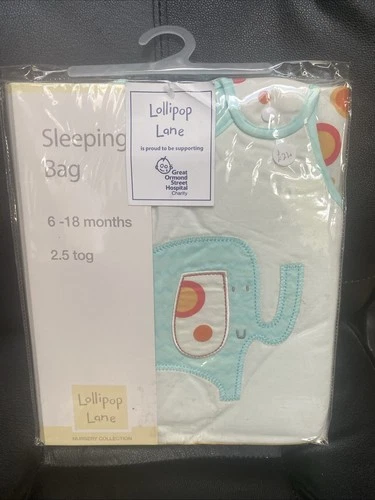 Lollipop
Lane
is proud to be supporting
Great
Ormond
Street
Hospital
Charity
Sleeping
Bag
6 -18 months
2.5 tog
Lollipop
Lane
NURSERY COLLECTION